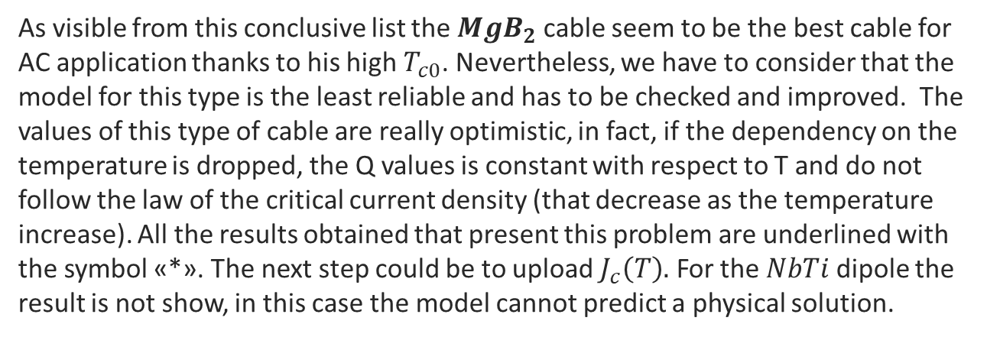 As visible from this conclusive list the MgB₂ cable seem to be the best cable for
AC application thanks to his high T_c0. Nevertheless, we have to consider that the
model for this type is the least reliable and has to be checked and improved.  The
values of this type of cable are really optimistic, in fact, if the dependency on the
temperature is dropped, the Q values is constant with respect to T and do not
follow the law of the critical current density (that decrease as the temperature
increase). All the results obtained that present this problem are underlined with
the symbol «*». The next step could be to upload J_c(T). For the NbTi dipole the
result is not show, in this case the model cannot predict a physical solution.